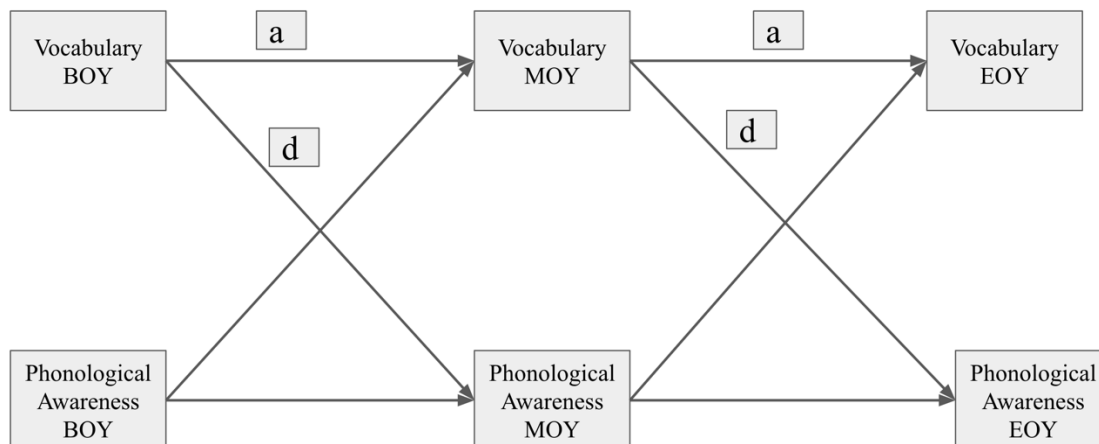 a
a
Vocabulary
BOY
Vocabulary
MOY
Vocabulary
EOY
d
d
Phonological
Awareness
BOY
Phonological
Awareness
MOY
Phonological
Awareness
EOY